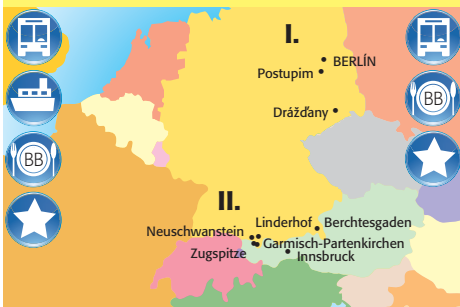 I.
BERLÍN
Postupim
Drážďany
BB
BB
II.
Linderhof Berchtesgaden
Neuschwanstein
Garmisch-Partenkirchen
Zugspitze
Innsbruck